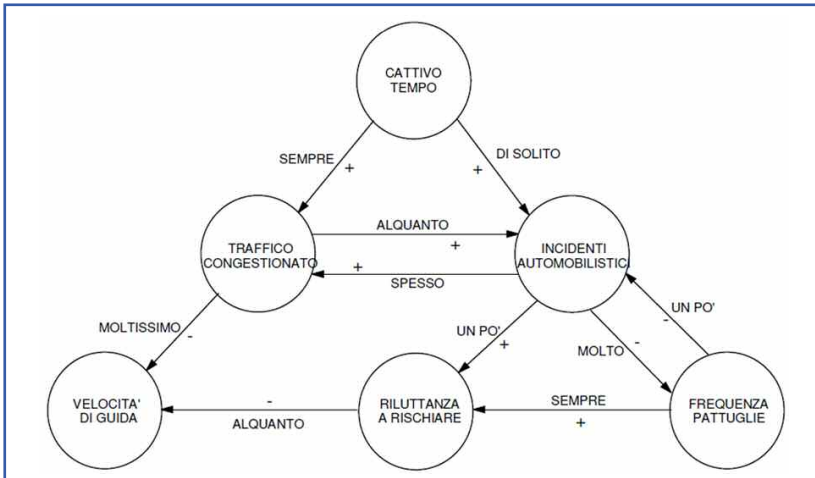 CATTIVO
TEMPO
SEMPRE
+
DI SOLITO
+
TRAFFICO
CONGESTIONATO
ALQUANTO
+
INCIDENTI
AUTOMOBILISTICI
+
SPESSO
UN PO'
-
MOLTISSIMO
-
UN PO'
+
MOLTO
-
VELOCITA'
DI GUIDA
-
ALQUANTO
RILUTTANZA
A RISCHIARE
SEMPRE
+
FREQUENZA
PATTUGLIE